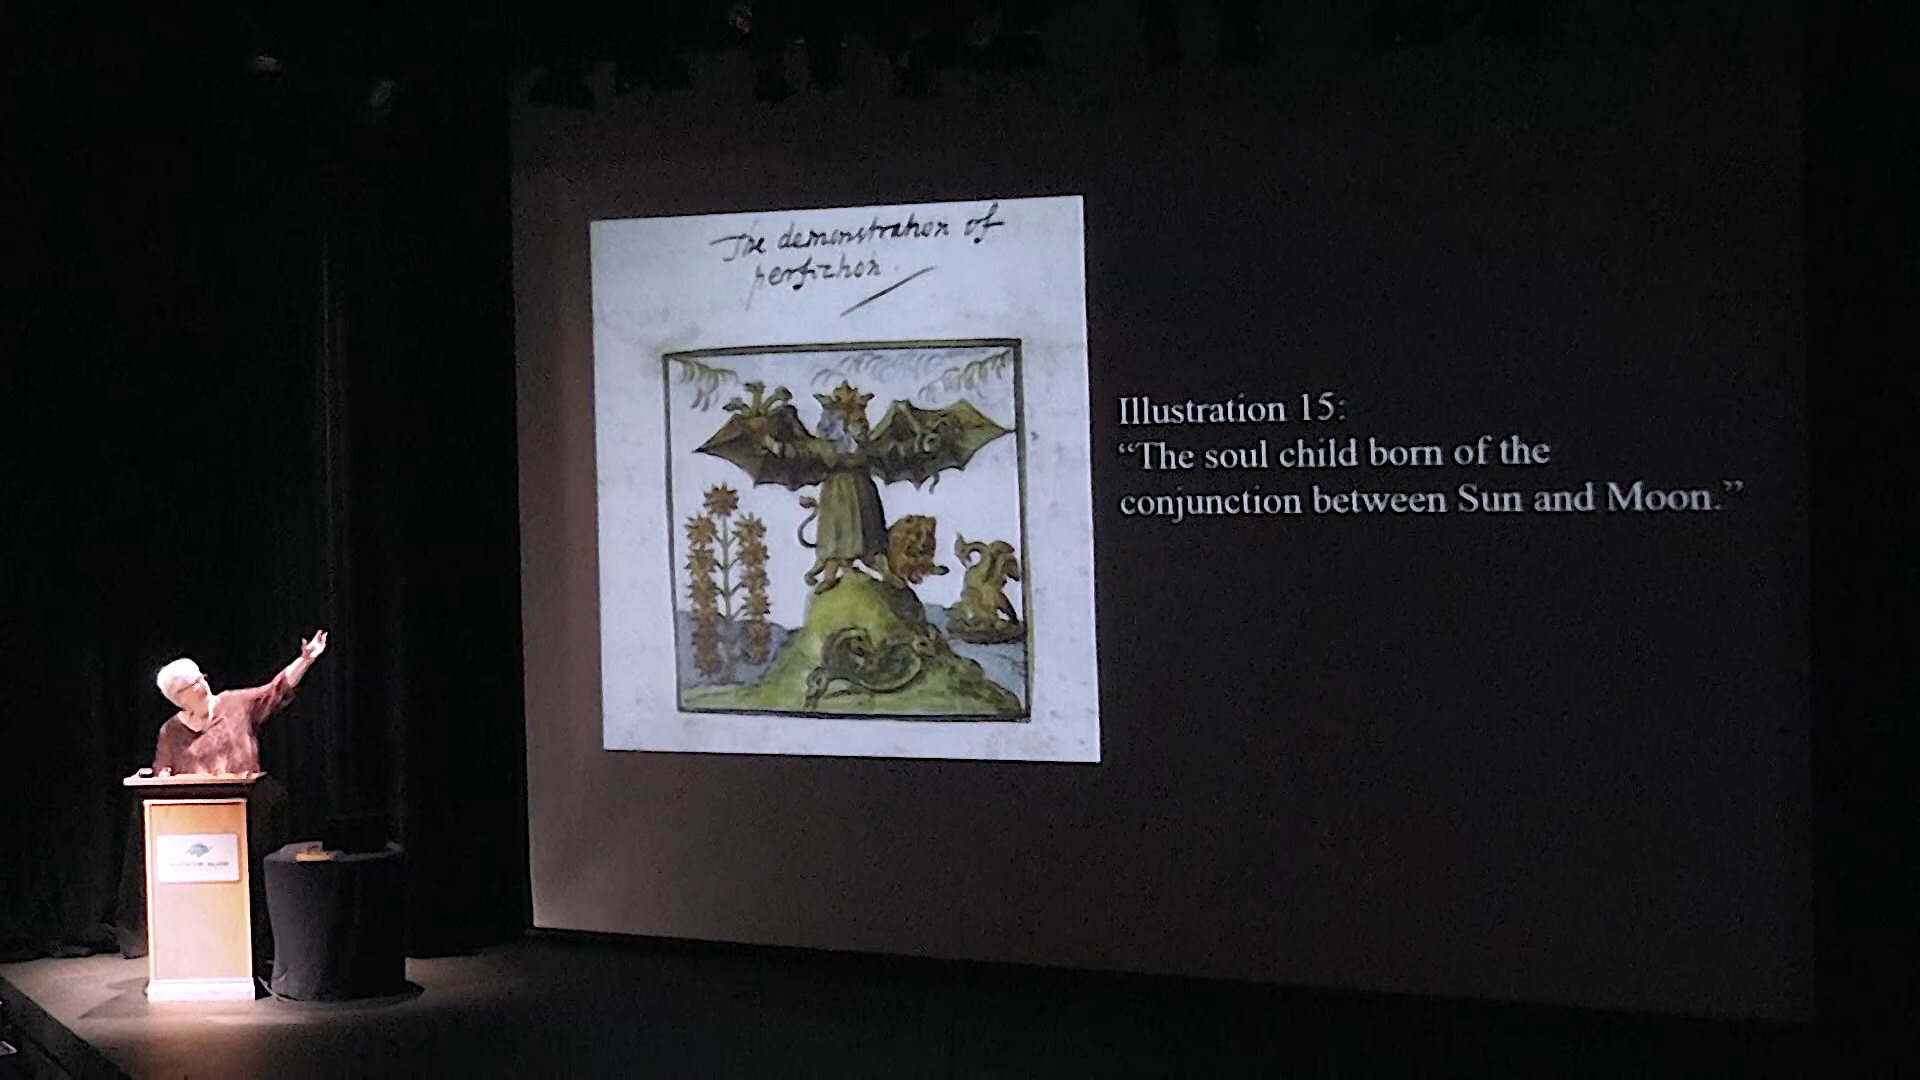 The demonstration of
perfection.
Illustration 15:
“The soul child born of the
conjunction between Sun and Moon.”